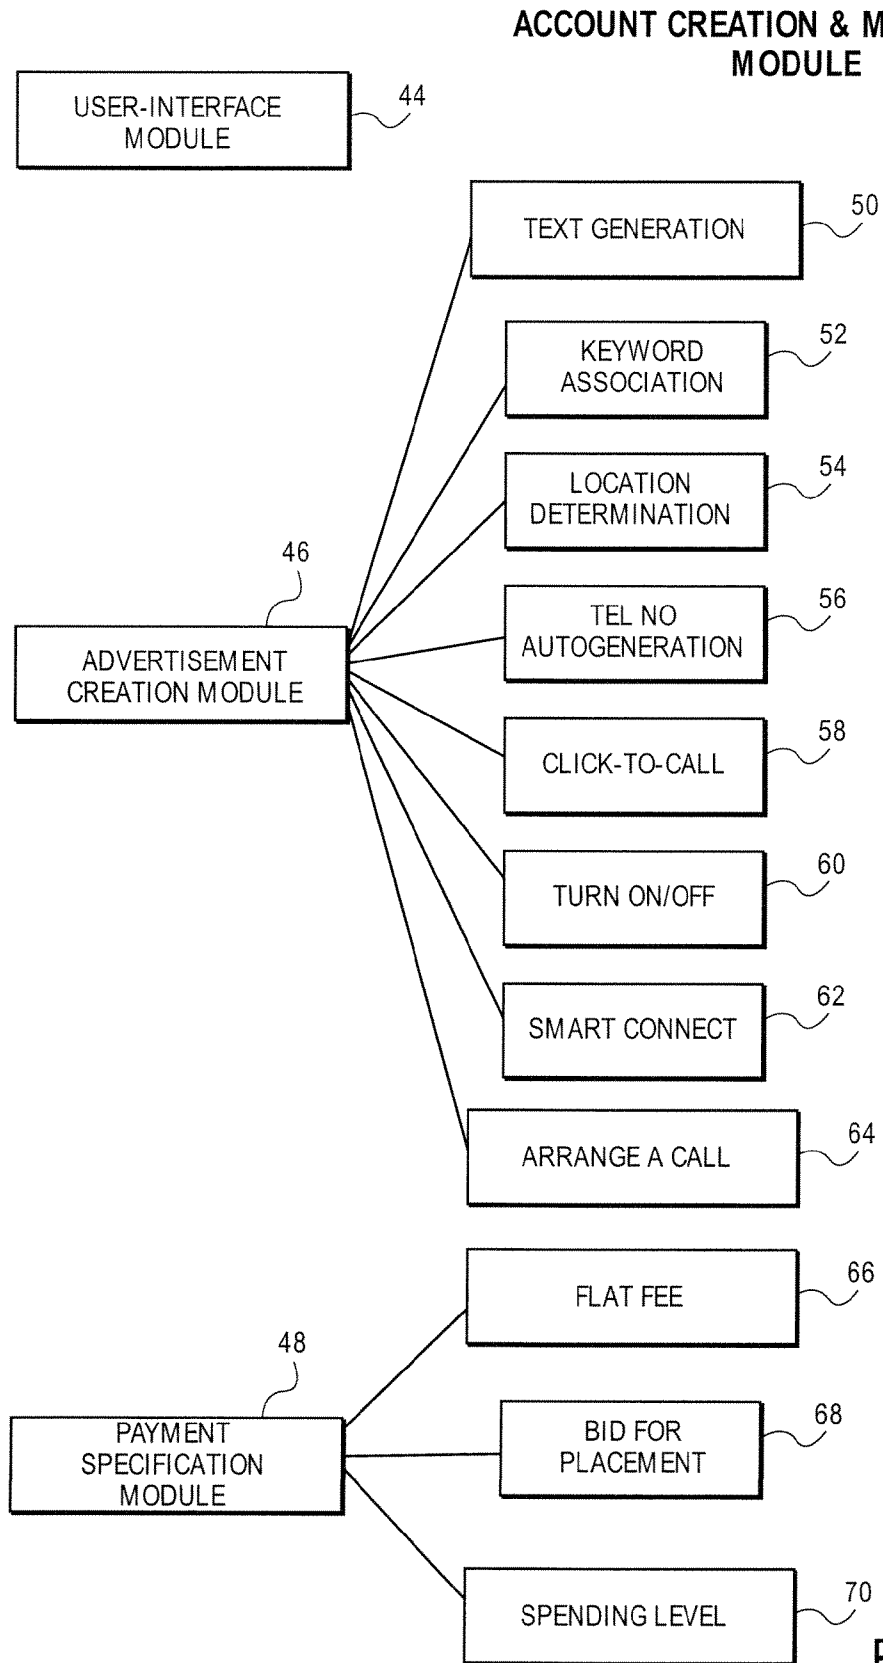 ACCOUNT CREATION & M
MODULE
USER-INTERFACE
MODULE
44
TEXT GENERATION
50
KEYWORD
ASSOCIATION
52
LOCATION
DETERMINATION
54
46
ADVERTISEMENT
CREATION MODULE
TEL NO
AUTOGENERATION
56
CLICK-TO-CALL
58
TURN ON/OFF
60
SMART CONNECT
62
ARRANGE A CALL
64
FLAT FEE
66
48
PAYMENT
SPECIFICATION
MODULE
BID FOR
PLACEMENT
68
SPENDING LEVEL
70